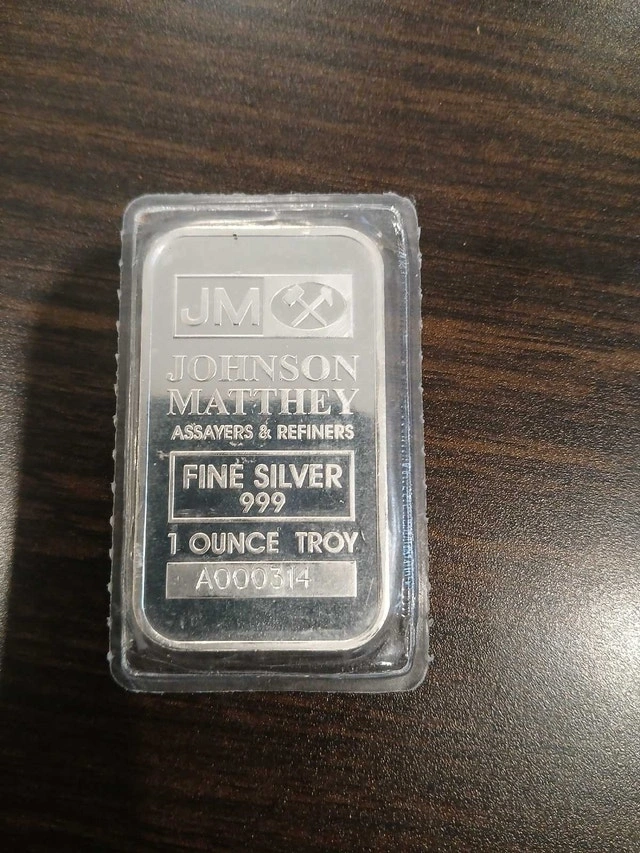 JM
JOHNSON
MATTHEY
ASSAYERS & REFINERS
FINE SILVER
999
1 OUNCE TROY
A000314